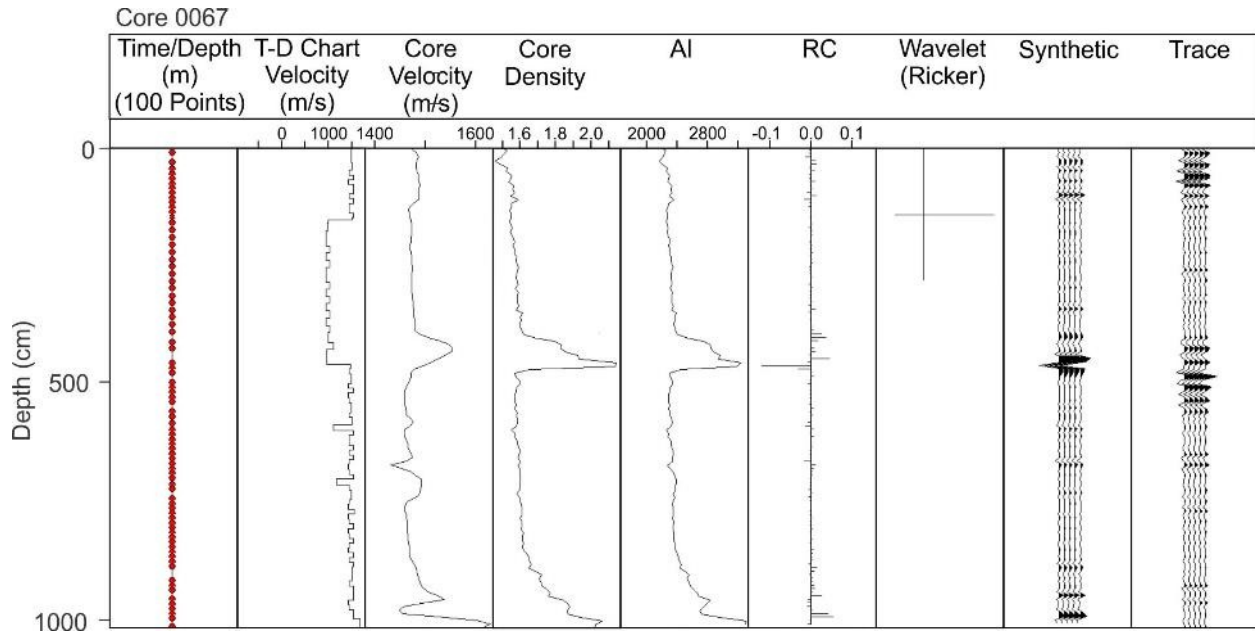 Core 0067
Time/Depth (m) (100 Points)
T-D Chart Velocity (m/s)
Core Velocity (m/s)
Core Density
AI
RC
Wavelet (Ricker)
Synthetic
Trace
0 1000 1400 1600 1.6 1.8 2.0 2000 2800 -0.1 0.0 0.1
0
500
1000
Depth (cm)